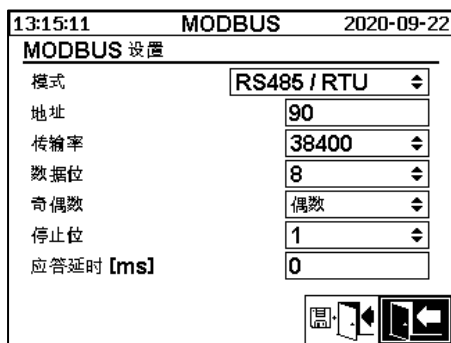 13:15:11 MODBUS 2020-09-22
MODBUS 设置
模式 RS485 / RTU
地址 90
传输率 38400
数据位 8
奇偶数 偶数
停止位 1
应答延时 [ms] 0